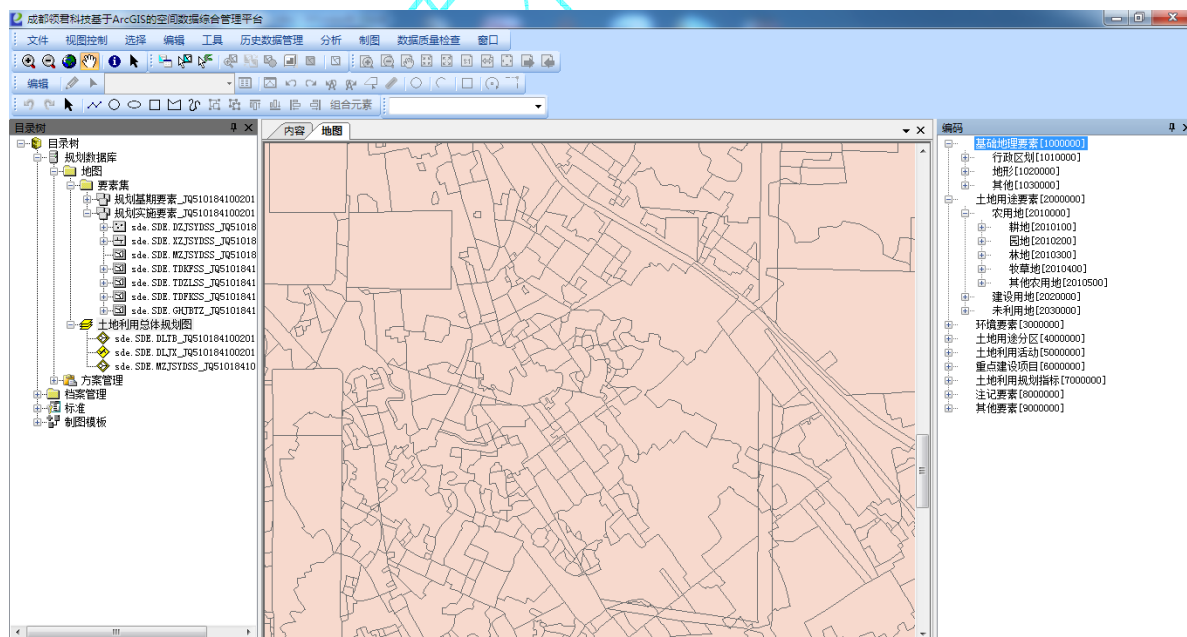 成都领君科技基于ArcGIS的空间数据综合管理平台
文件 视图控制 选择 编辑 工具 历史数据管理 分析 制图 数据质量检查 窗口
编辑
组合元素
目录树
目录树
规划数据库
地图
要素集
规划基期要素_JQ510184100201
规划实施要素_JQ510184100201
sde.SDE.DZJSYDSS_JQ51018
sde.SDE.XZJSYDSS_JQ51018
sde.SDE.MZJSYDSS_JQ51018
sde.SDE.TDKFSS_JQ5101841
sde.SDE.TDZLSS_JQ5101841
sde.SDE.TDFKSS_JQ5101841
sde.SDE.GHJBTZ_JQ5101841
土地利用总体规划图
sde.SDE.DLTB_JQ510184100201
sde.SDE.DLJX_JQ510184100201
sde.SDE.MZJSYDSS_JQ51018410
方案管理
档案管理
标准
制图模板
内容 地图
编码
基础地理要素[1000000]
行政区划[1010000]
地形[1020000]
其他[1030000]
土地用途要素[2000000]
农用地[2010000]
耕地[2010100]
园地[2010200]
林地[2010300]
牧草地[2010400]
其他农用地[2010500]
建设用地[2020000]
未利用地[2030000]
环境要素[3000000]
土地用途分区[4000000]
土地利用活动[5000000]
重点建设项目[6000000]
土地利用规划指标[7000000]
注记要素[8000000]
其他要素[9000000]